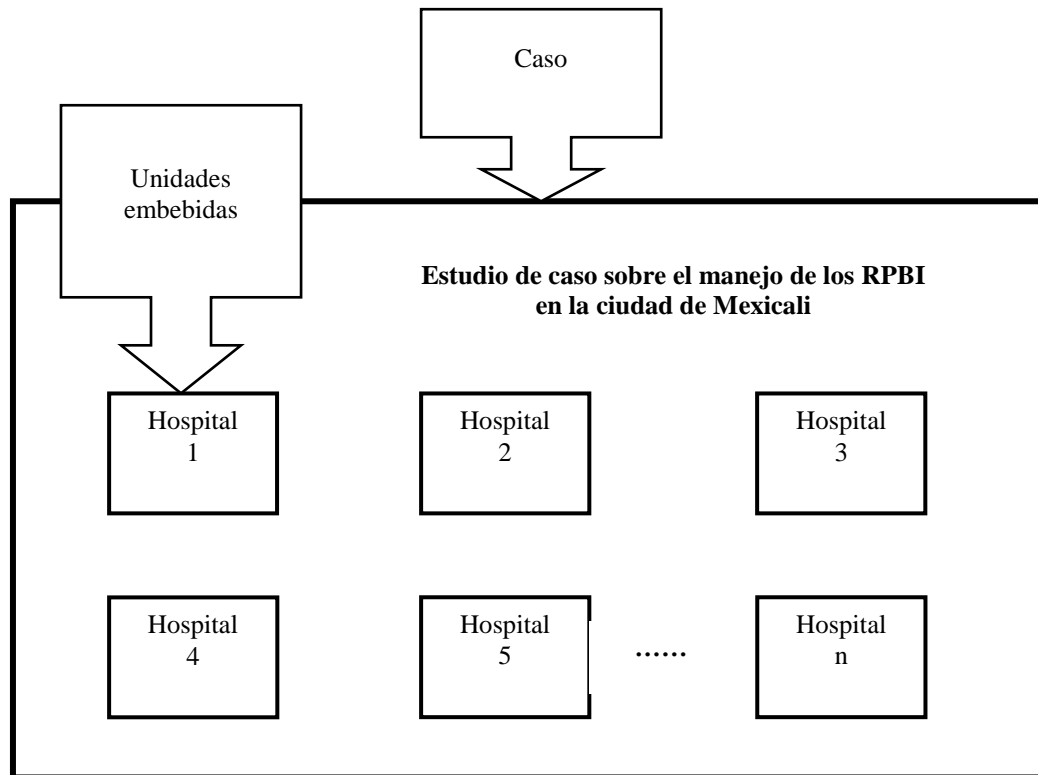 Caso
Unidades
embebidas
Estudio de caso sobre el manejo de los RPBI
en la ciudad de Mexicali
Hospital
1
Hospital
2
Hospital
3
Hospital
4
Hospital
5
......
Hospital
n